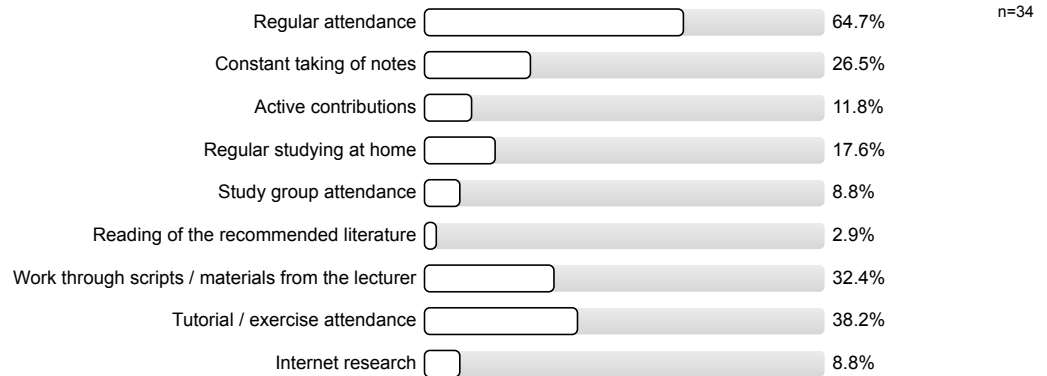 n=34
Regular attendance 64.7%
Constant taking of notes 26.5%
Active contributions 11.8%
Regular studying at home 17.6%
Study group attendance 8.8%
Reading of the recommended literature 2.9%
Work through scripts / materials from the lecturer 32.4%
Tutorial / exercise attendance 38.2%
Internet research 8.8%